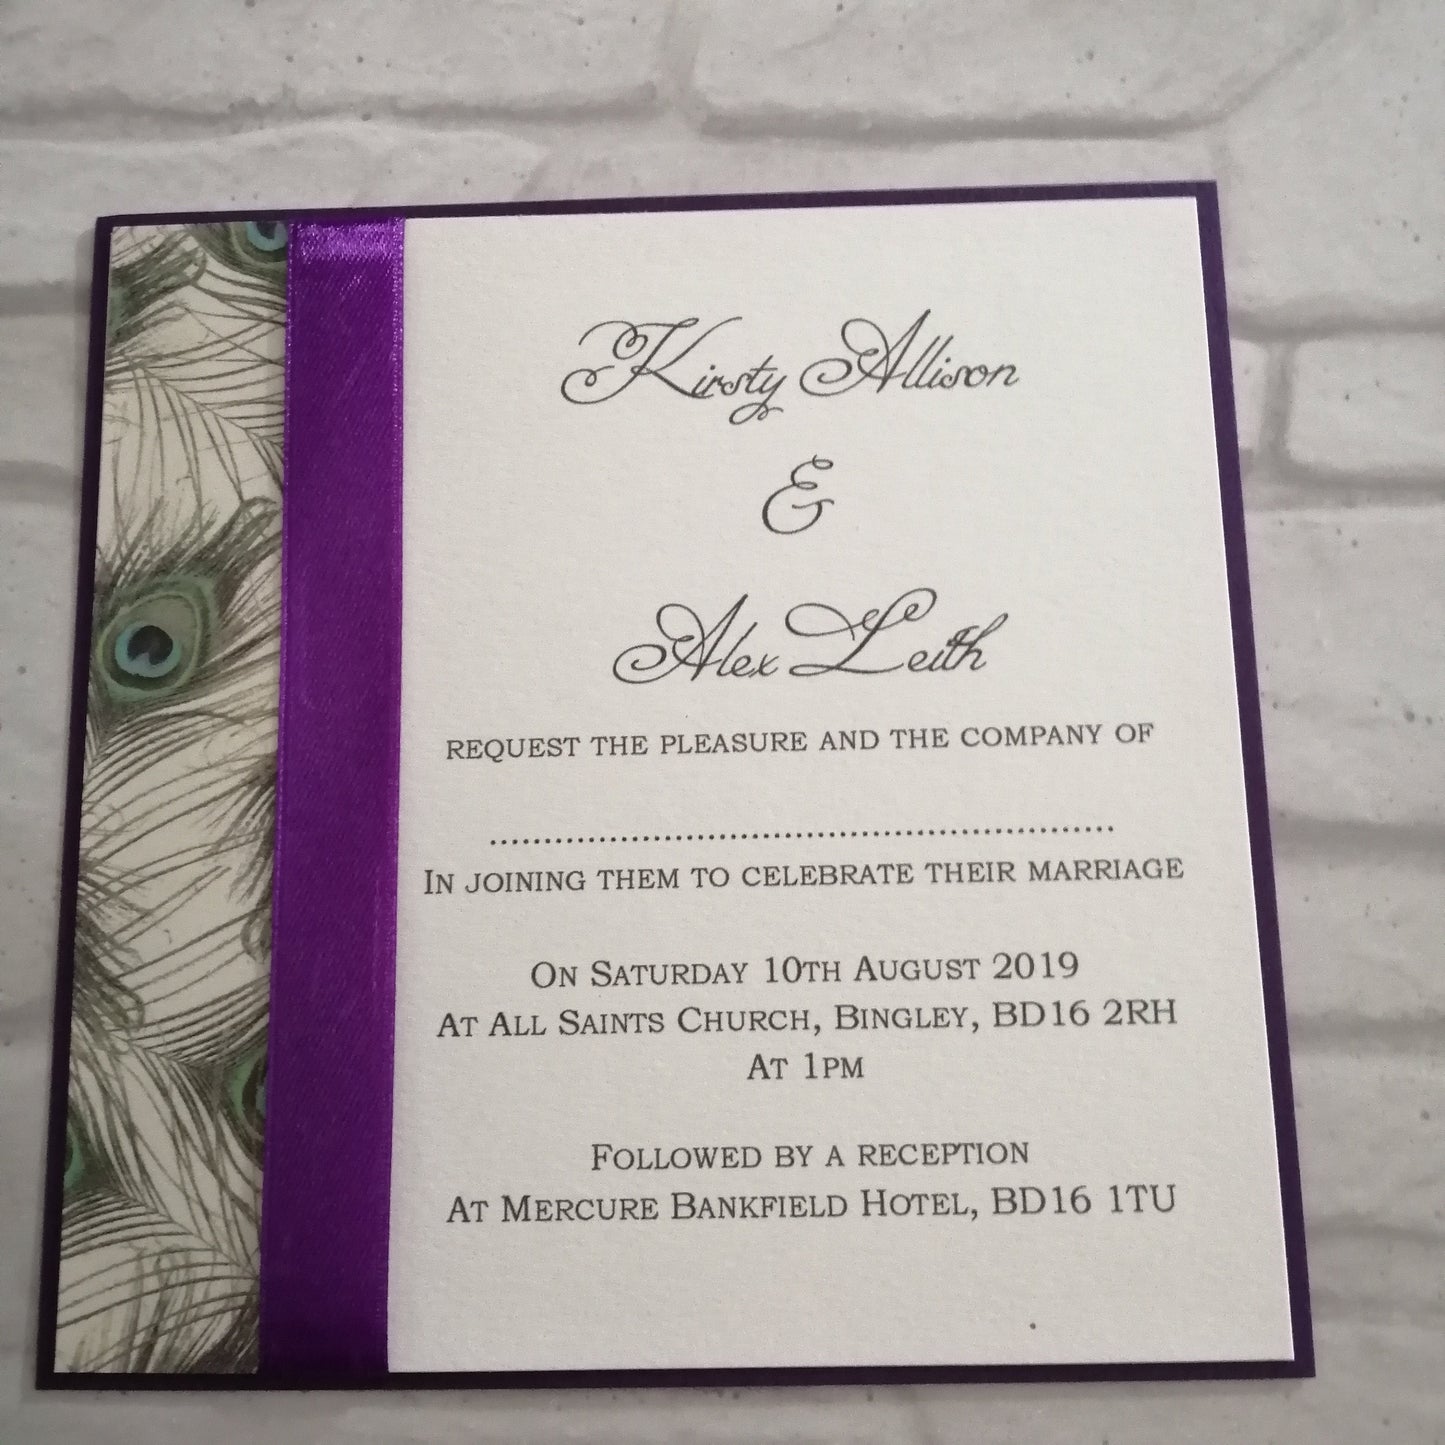 Kirsty Allison
&
Alex Leith
REQUEST THE PLEASURE AND THE COMPANY OF
..........................................................
IN JOINING THEM TO CELEBRATE THEIR MARRIAGE
ON SATURDAY 10TH AUGUST 2019
AT ALL SAINTS CHURCH, BINGLEY, BD16 2RH
AT 1PM
FOLLOWED BY A RECEPTION
AT MERCURE BANKFIELD HOTEL, BD16 1TU